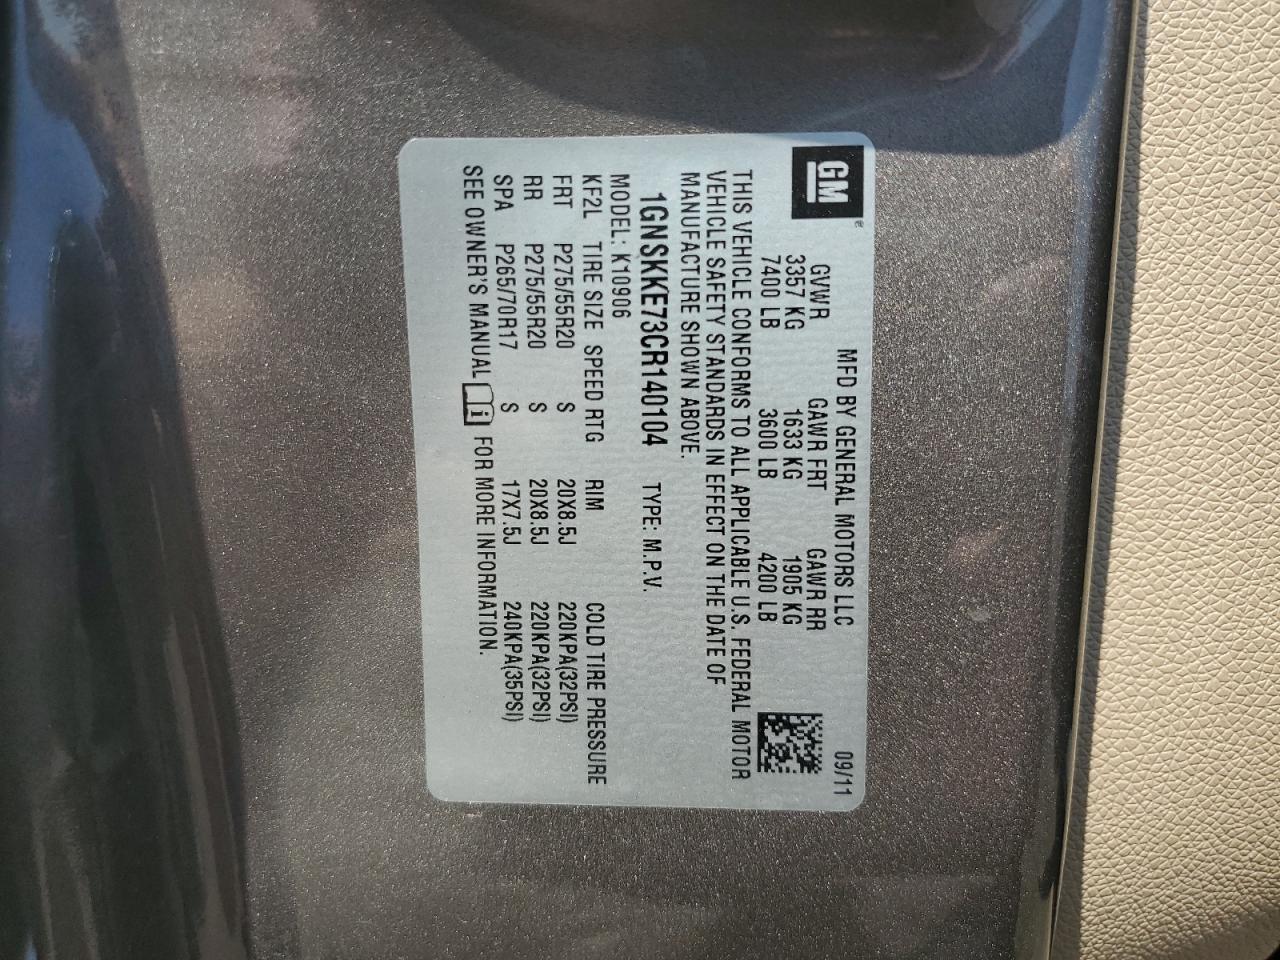 GM
MFD BY GENERAL MOTORS LLC 09/11
GVWR GAWR FRT GAWR RR
3357 KG 1633 KG 1905 KG
7400 LB 3600 LB 4200 LB
THIS VEHICLE CONFORMS TO ALL APPLICABLE U.S. FEDERAL MOTOR
VEHICLE SAFETY STANDARDS IN EFFECT ON THE DATE OF
MANUFACTURE SHOWN ABOVE.
1GNSKKE73CR140104 TYPE: M.P.V.
MODEL: K10906
KF2L TIRE SIZE SPEED RTG RIM COLD TIRE PRESSURE
FRT P275/55R20 S 20X8.5J 220KPA(32PSI)
RR P275/55R20 S 20X8.5J 220KPA(32PSI)
SPA P265/70R17 S 17X7.5J 240KPA(35PSI)
SEE OWNER'S MANUAL i FOR MORE INFORMATION.